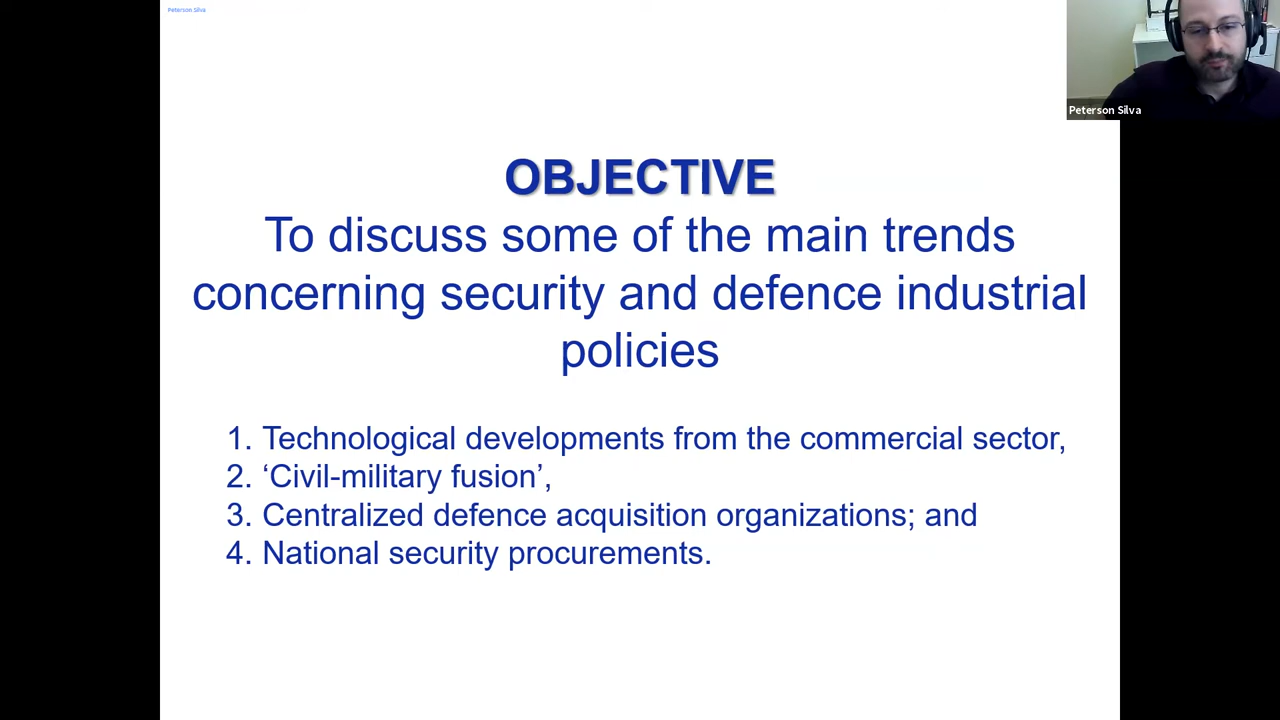 Peterson Silva
Peterson Silva
OBJECTIVE
To discuss some of the main trends
concerning security and defence industrial
policies
1. Technological developments from the commercial sector,
2. ‘Civil-military fusion’,
3. Centralized defence acquisition organizations; and
4. National security procurements.